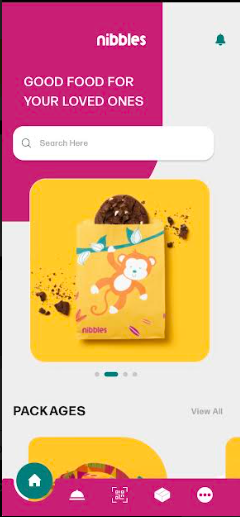 nibbles
GOOD FOOD FOR
YOUR LOVED ONES
Search Here
nibbles
PACKAGES
View All